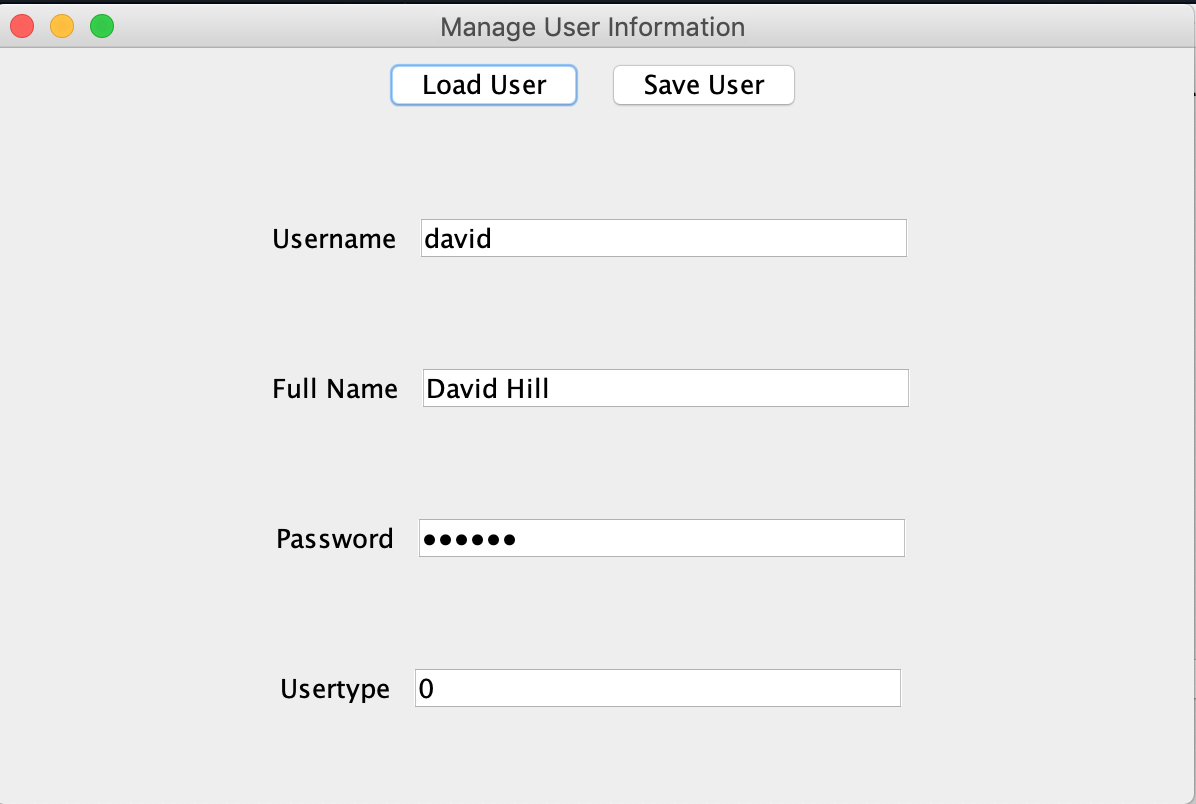 Manage User Information
Load User Save User
Username david
Full Name David Hill
Password ••••••
Usertype 0